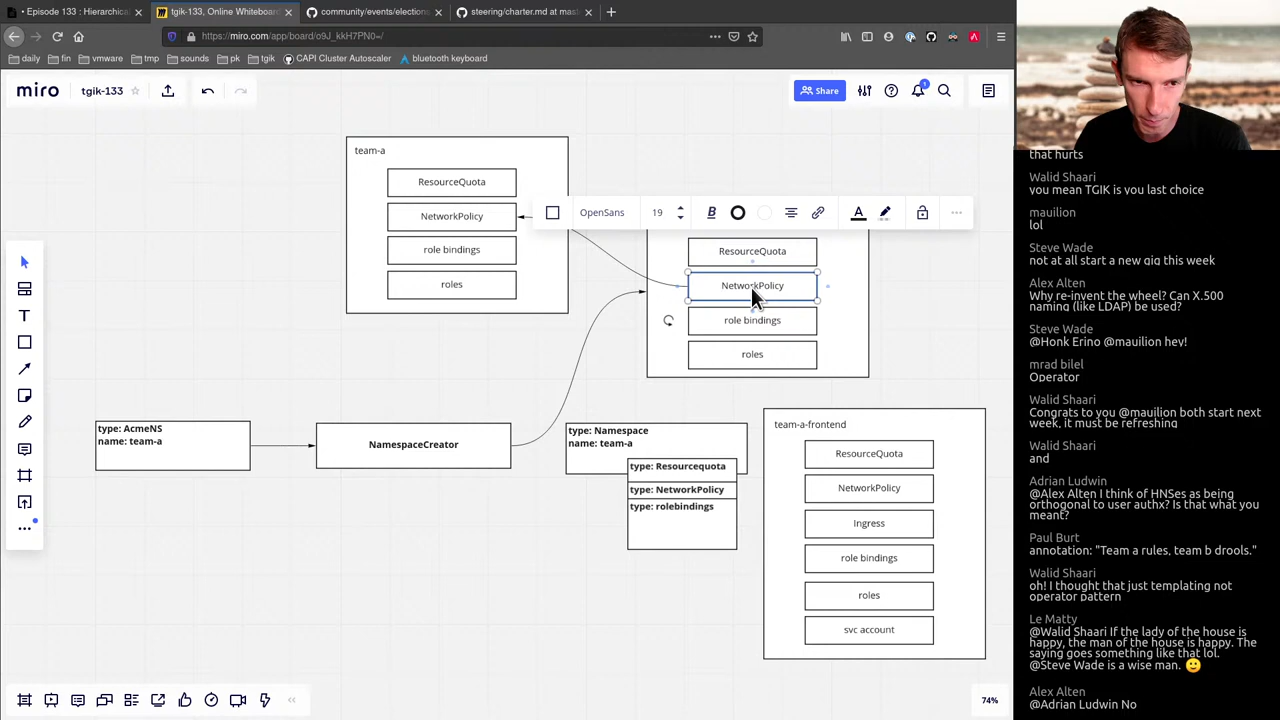 Episode 133 : Hierarchical
tgik-133, Online Whiteboard
community/events/elections
steering/charter.md at master
https://miro.com/app/board/o9J_kkH7PN0=/
daily
fin
vmware
tmp
sounds
pk
tgik
CAPI Cluster Autoscaler
bluetooth keyboard
miro
tgik-133
Share
team-a
ResourceQuota
NetworkPolicy
role bindings
roles
OpenSans
19
B
A
ResourceQuota
NetworkPolicy
role bindings
roles
type: AcmeNS
name: team-a
NamespaceCreator
type: Namespace
name: team-a
type: Resourcequota
type: NetworkPolicy
type: rolebindings
team-a-frontend
ResourceQuota
NetworkPolicy
Ingress
role bindings
roles
svc account
74%
that hurts
Walid Shaari
you mean TGIK is you last choice
mauilion
lol
Steve Wade
not at all start a new gig this week
Alex Alten
Why re-invent the wheel? Can X.500
naming (like LDAP) be used?
Steve Wade
@Honk Erino @mauilion hey!
mrad bilel
Operator
Walid Shaari
Congrats to you @mauilion both start next
week, it must be refreshing
Walid Shaari
and
Adrian Ludwin
@Alex Alten I think of HNSes as being
orthogonal to user authx? Is that what you
meant?
Paul Burt
annotation: "Team a rules, team b drools."
Walid Shaari
oh! I thought that just templating not
operator pattern
Le Matty
@Walid Shaari If the lady of the house is
happy, the man of the house is happy. The
saying goes something like that lol.
@Steve Wade is a wise man. 🙂
Alex Alten
@Adrian Ludwin No